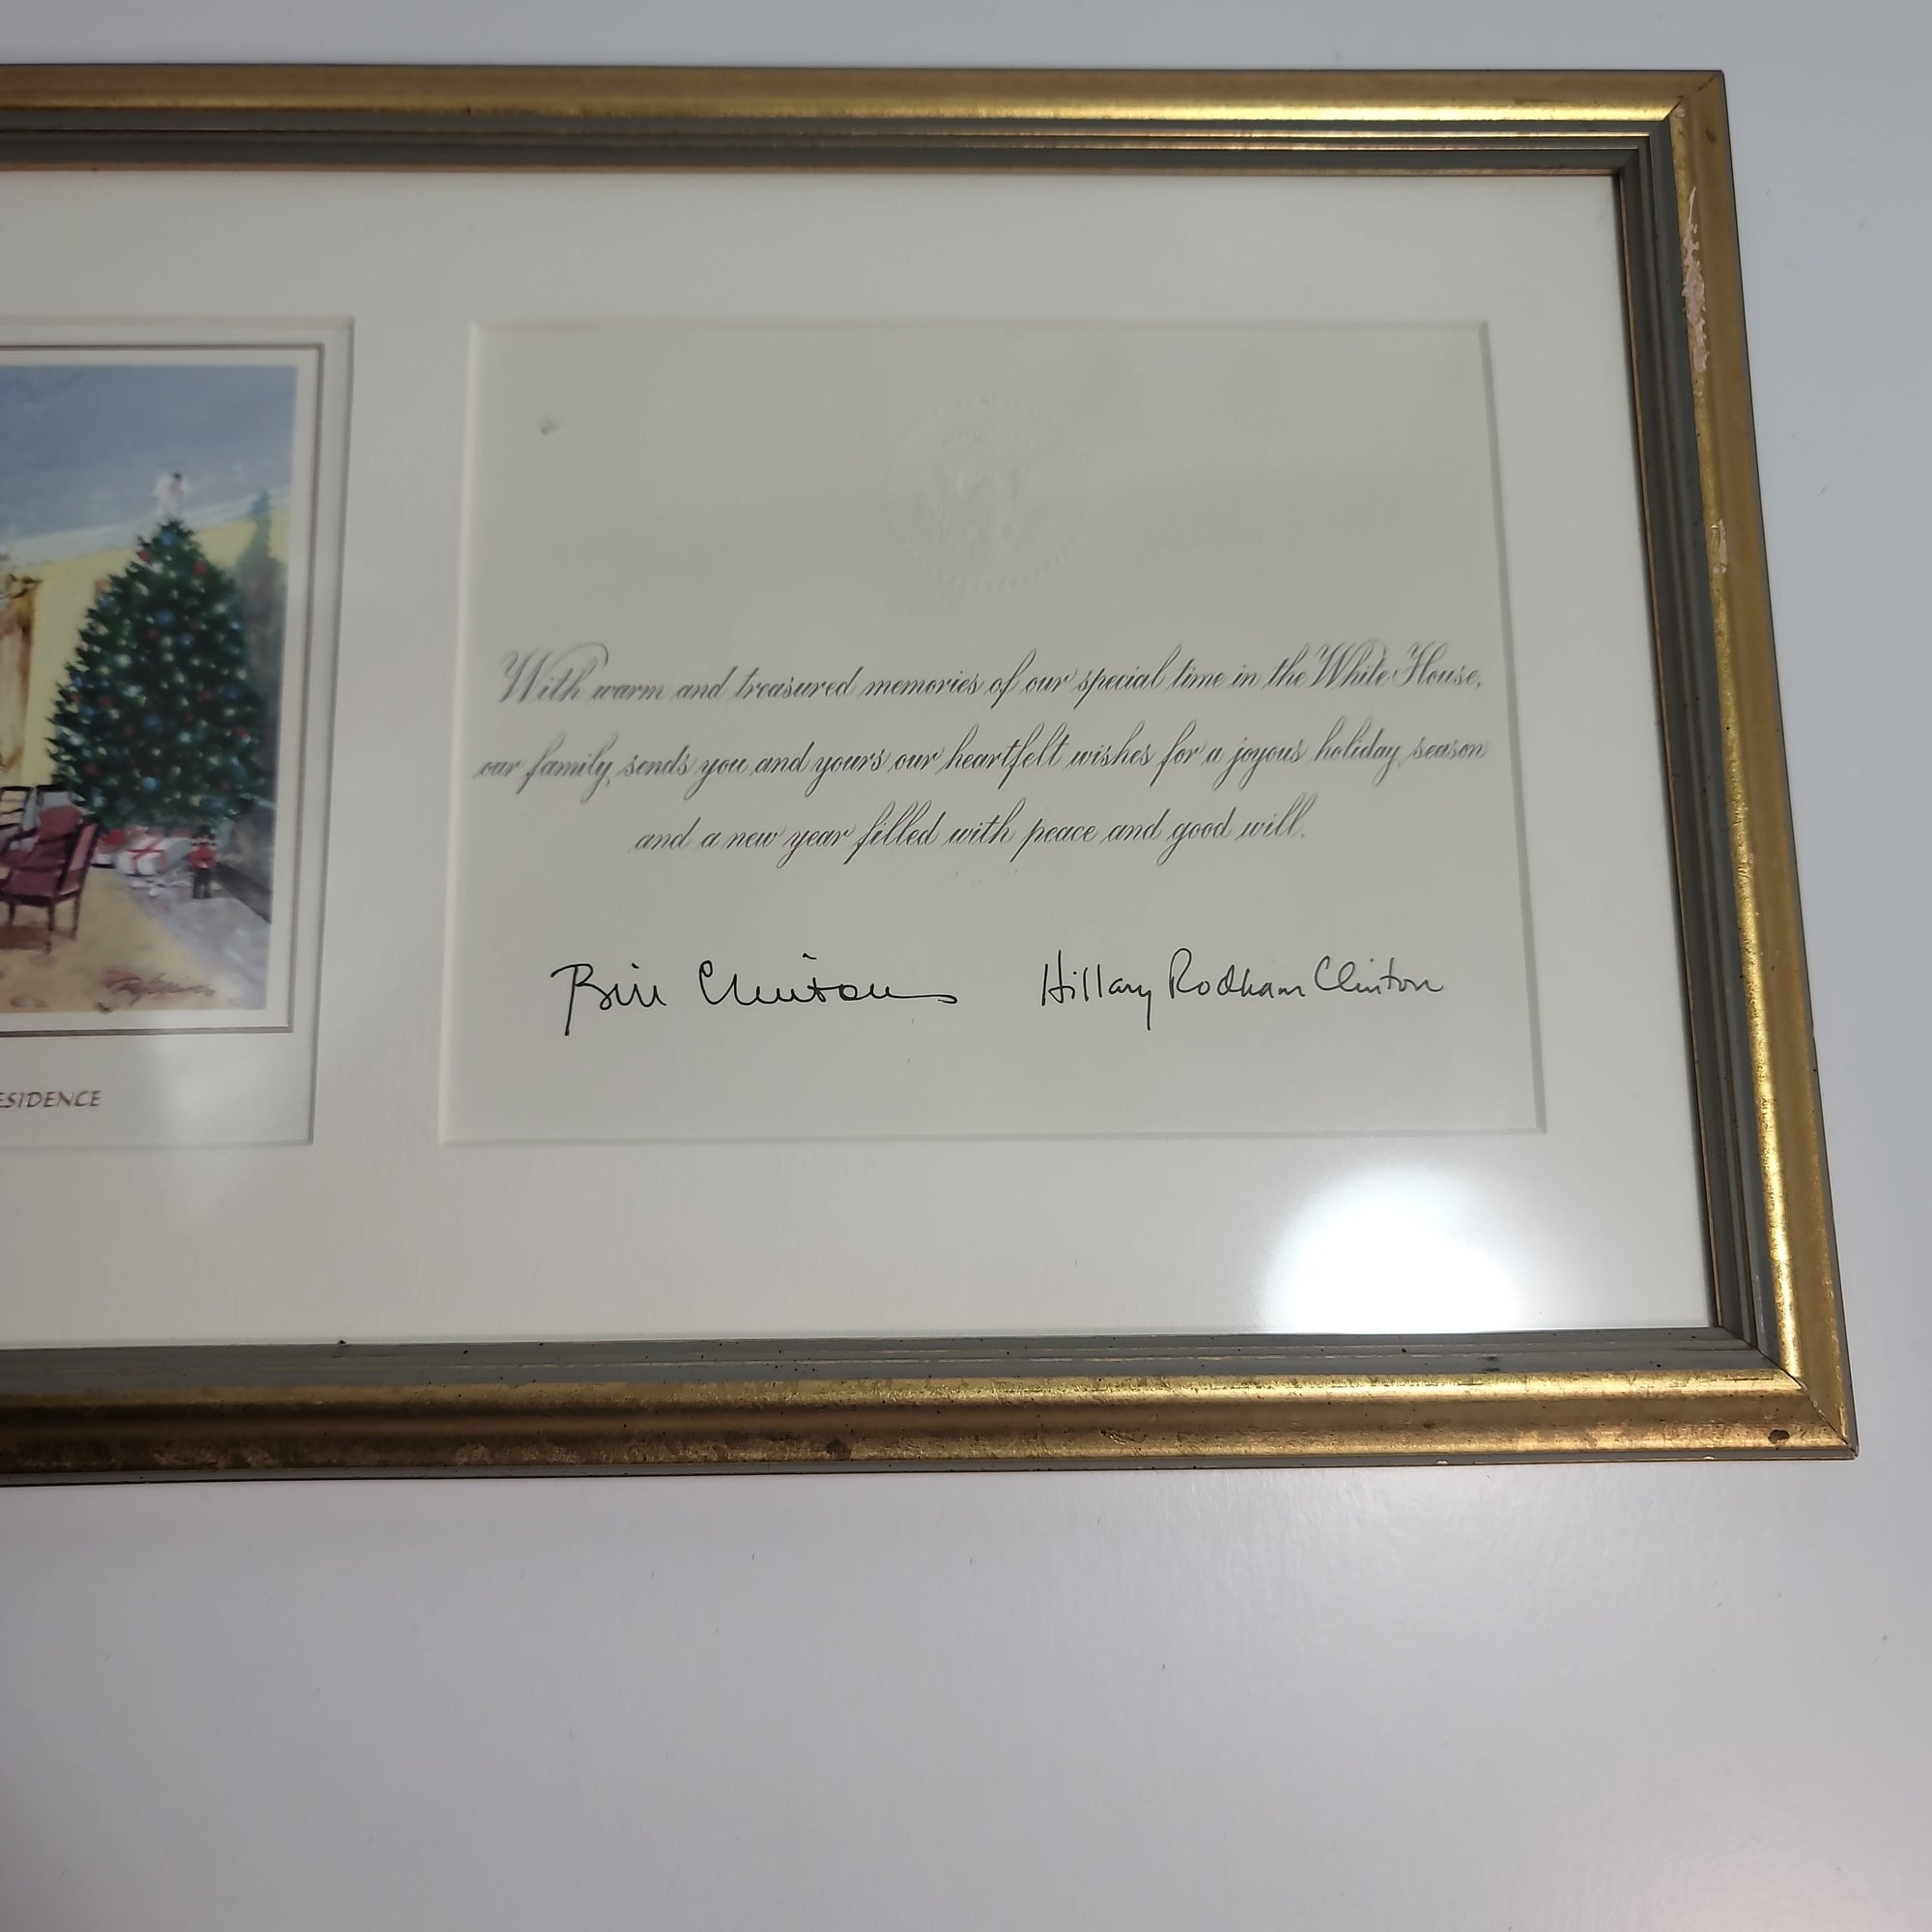 With warm and treasured memories of our special time in the White House,
our family sends you and yours our heartfelt wishes for a joyous holiday season
and a new year filled with peace and good will.
Bill Clinton Hillary Rodham Clinton
ESIDENCE